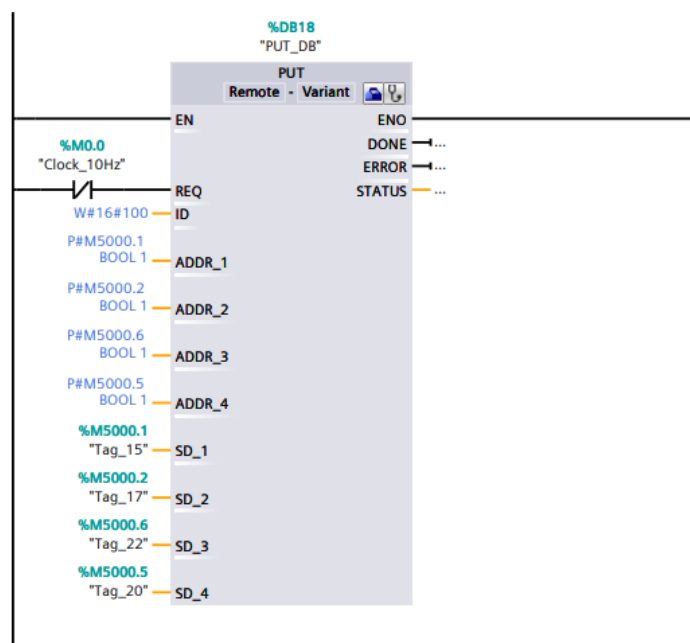 %DB18
"PUT_DB"
PUT
Remote - Variant
EN
ENO
DONE
...
ERROR
...
%M0.0
"Clock_10Hz"
REQ
STATUS
...
W#16#100
ID
P#M5000.1
BOOL 1
ADDR_1
P#M5000.2
BOOL 1
ADDR_2
P#M5000.6
BOOL 1
ADDR_3
P#M5000.5
BOOL 1
ADDR_4
%M5000.1
"Tag_15"
SD_1
%M5000.2
"Tag_17"
SD_2
%M5000.6
"Tag_22"
SD_3
%M5000.5
"Tag_20"
SD_4